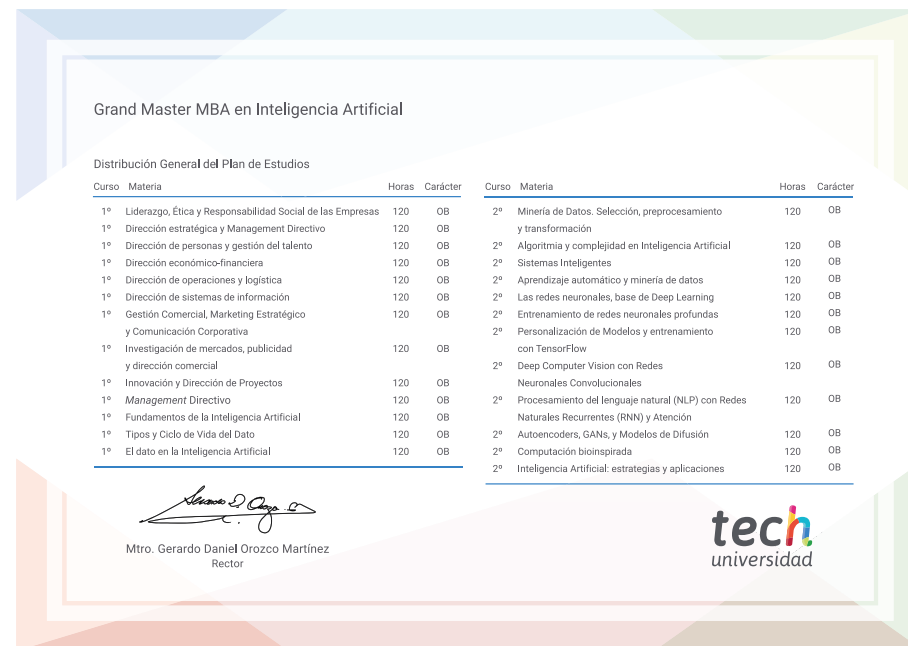 Grand Master MBA en Inteligencia Artificial
Distribución General del Plan de Estudios
Curso Materia Horas Carácter
1º Liderazgo, Ética y Responsabilidad Social de las Empresas 120 OB
1º Dirección estratégica y Management Directivo 120 OB
1º Dirección de personas y gestión del talento 120 OB
1º Dirección económico-financiera 120 OB
1º Dirección de operaciones y logística 120 OB
1º Dirección de sistemas de información 120 OB
1º Gestión Comercial, Marketing Estratégico 120 OB
y Comunicación Corporativa
1º Investigación de mercados, publicidad 120 OB
y dirección comercial
1º Innovación y Dirección de Proyectos 120 OB
1º Management Directivo 120 OB
1º Fundamentos de la Inteligencia Artificial 120 OB
1º Tipos y Ciclo de Vida del Dato 120 OB
1º El dato en la Inteligencia Artificial 120 OB
Curso Materia Horas Carácter
2º Minería de Datos. Selección, preprocesamiento 120 OB
y transformación
2º Algoritmia y complejidad en Inteligencia Artificial 120 OB
2º Sistemas Inteligentes 120 OB
2º Aprendizaje automático y minería de datos 120 OB
2º Las redes neuronales, base de Deep Learning 120 OB
2º Entrenamiento de redes neuronales profundas 120 OB
2º Personalización de Modelos y entrenamiento 120 OB
con TensorFlow
2º Deep Computer Vision con Redes 120 OB
Neuronales Convolucionales
2º Procesamiento del lenguaje natural (NLP) con Redes 120 OB
Naturales Recurrentes (RNN) y Atención
2º Autoencoders, GANs, y Modelos de Difusión 120 OB
2º Computación bioinspirada 120 OB
2º Inteligencia Artificial: estrategias y aplicaciones 120 OB
Mtro. Gerardo Daniel Orozco Martínez
Rector
tech
universidad